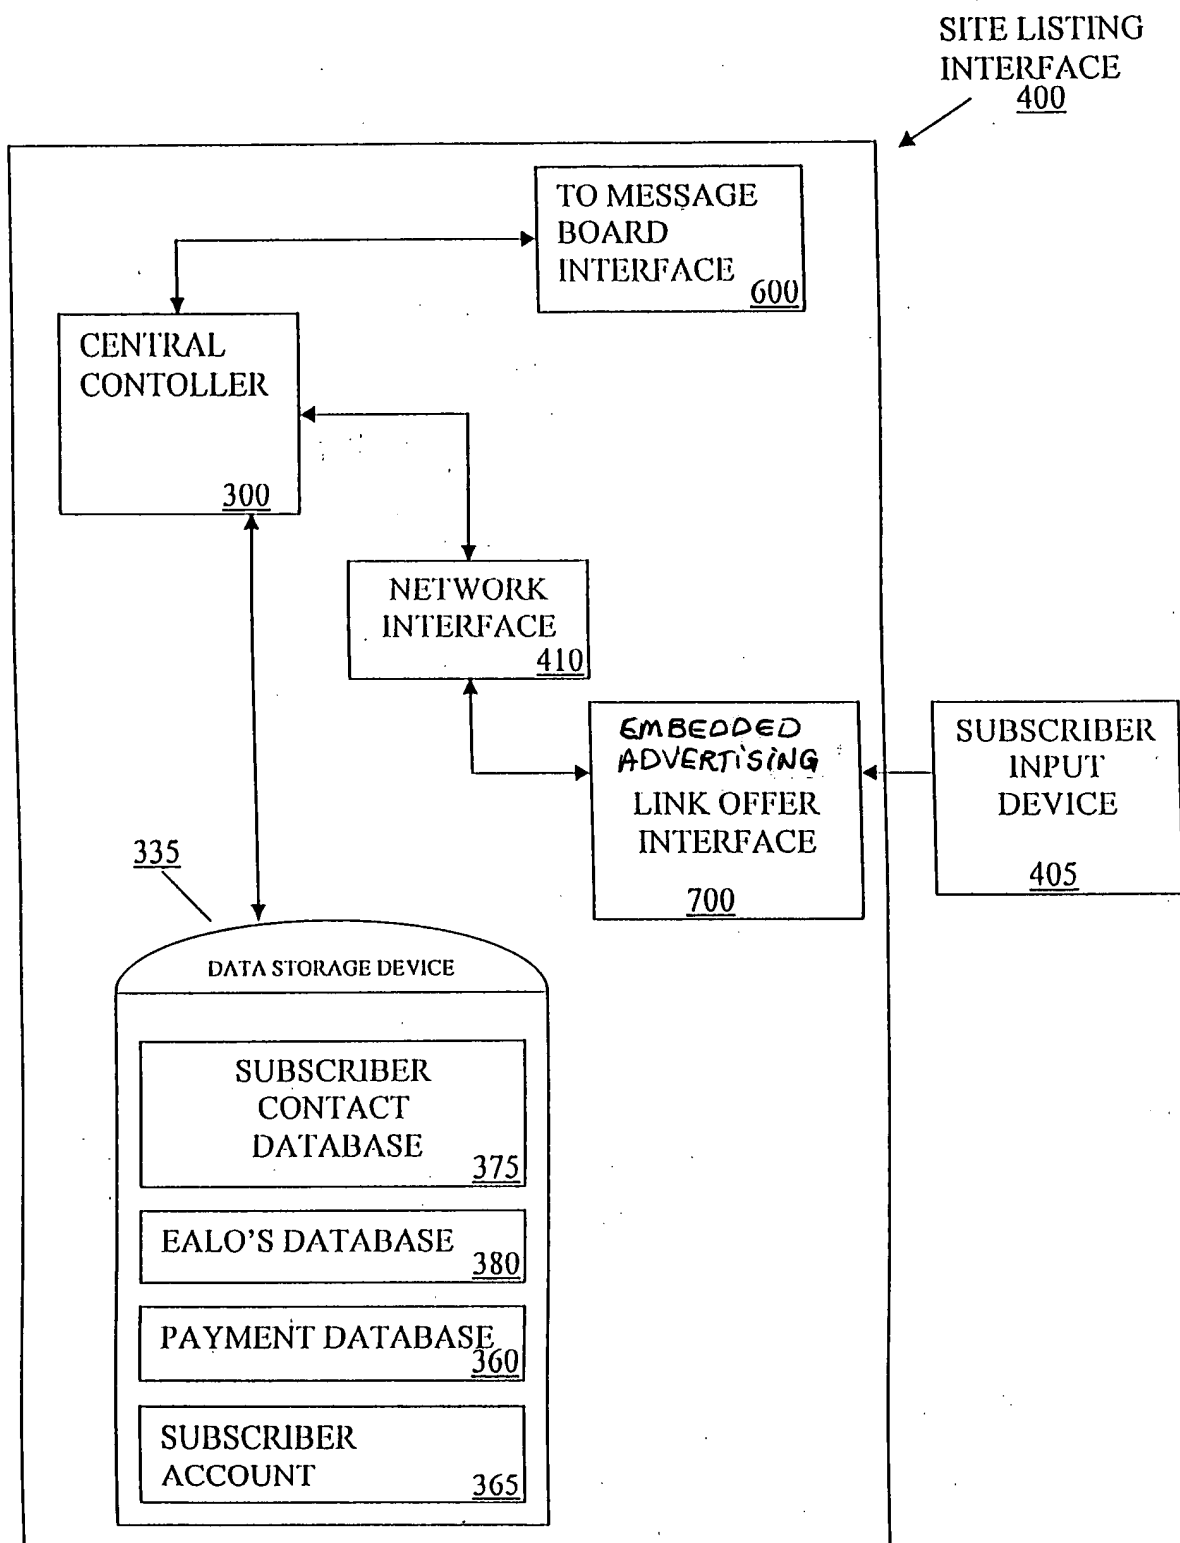 SITE LISTING
INTERFACE
400
TO MESSAGE
BOARD
INTERFACE
600
CENTRAL
CONTOLLER
300
NETWORK
INTERFACE
410
EMBEDDED
ADVERTISING
LINK OFFER
INTERFACE
700
SUBSCRIBER
INPUT
DEVICE
405
335
DATA STORAGE DEVICE
SUBSCRIBER
CONTACT
DATABASE
375
EALO'S DATABASE
380
PAYMENT DATABASE
360
SUBSCRIBER
ACCOUNT
365